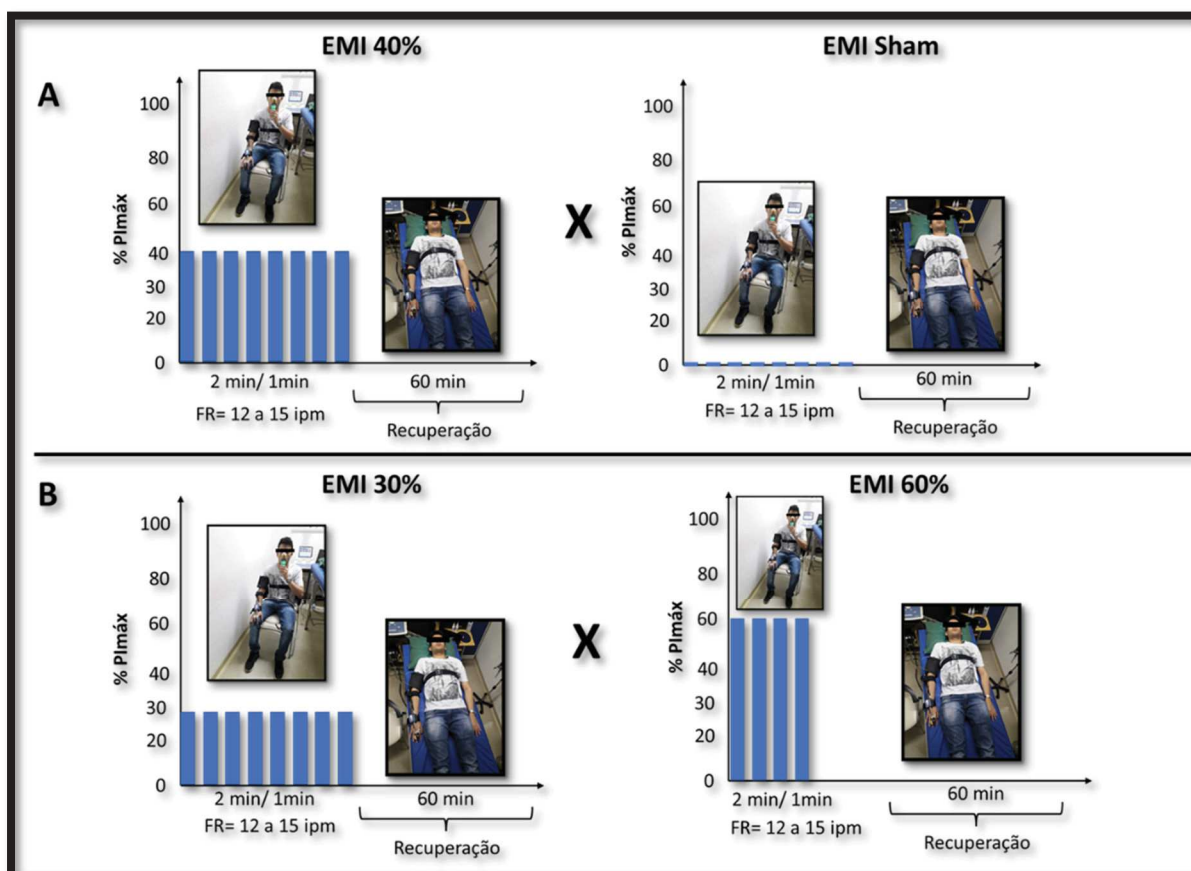 EMI 40%
EMI Sham
A
% PImáx
100
80
60
40
30
20
0
2 min/ 1min
60 min
FR= 12 a 15 ipm
Recuperação
X
% PImáx
100
80
60
40
30
20
0
2 min/ 1min
60 min
FR= 12 a 15 ipm
Recuperação
B
EMI 30%
EMI 60%
% PImáx
100
80
60
40
30
20
0
2 min/ 1min
60 min
FR= 12 a 15 ipm
Recuperação
X
% PImáx
100
80
60
40
30
20
0
2 min/ 1min
60 min
FR= 12 a 15 ipm
Recuperação